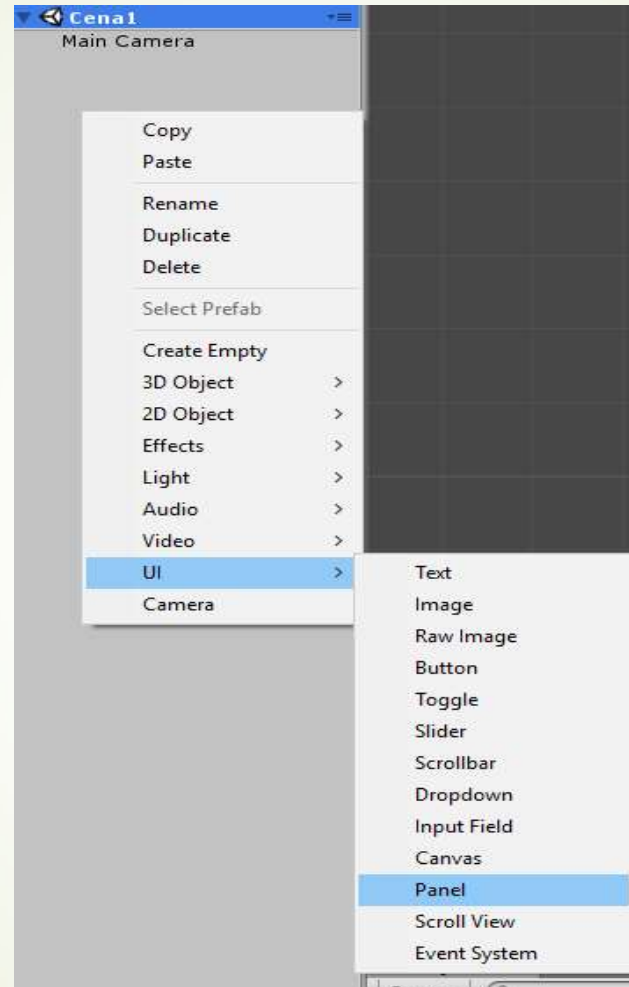 Cena1
Main Camera
Copy
Paste
Rename
Duplicate
Delete
Select Prefab
Create Empty
3D Object
2D Object
Effects
Light
Audio
Video
UI
Camera
Text
Image
Raw Image
Button
Toggle
Slider
Scrollbar
Dropdown
Input Field
Canvas
Panel
Scroll View
Event System